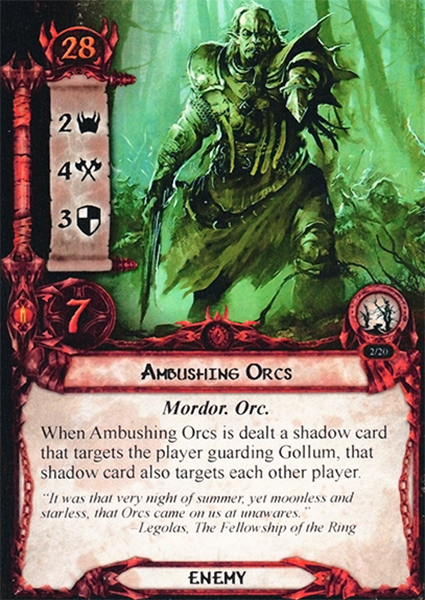 28
2
4
3
7
2/20
Ambushing Orcs
Mordor. Orc.
When Ambushing Orcs is dealt a shadow card
that targets the player guarding Gollum, that
shadow card also targets each other player.
“It was that very night of summer, yet moonless and
starless, that Orcs came on us at unawares.”
–Legolas, The Fellowship of the Ring
ENEMY